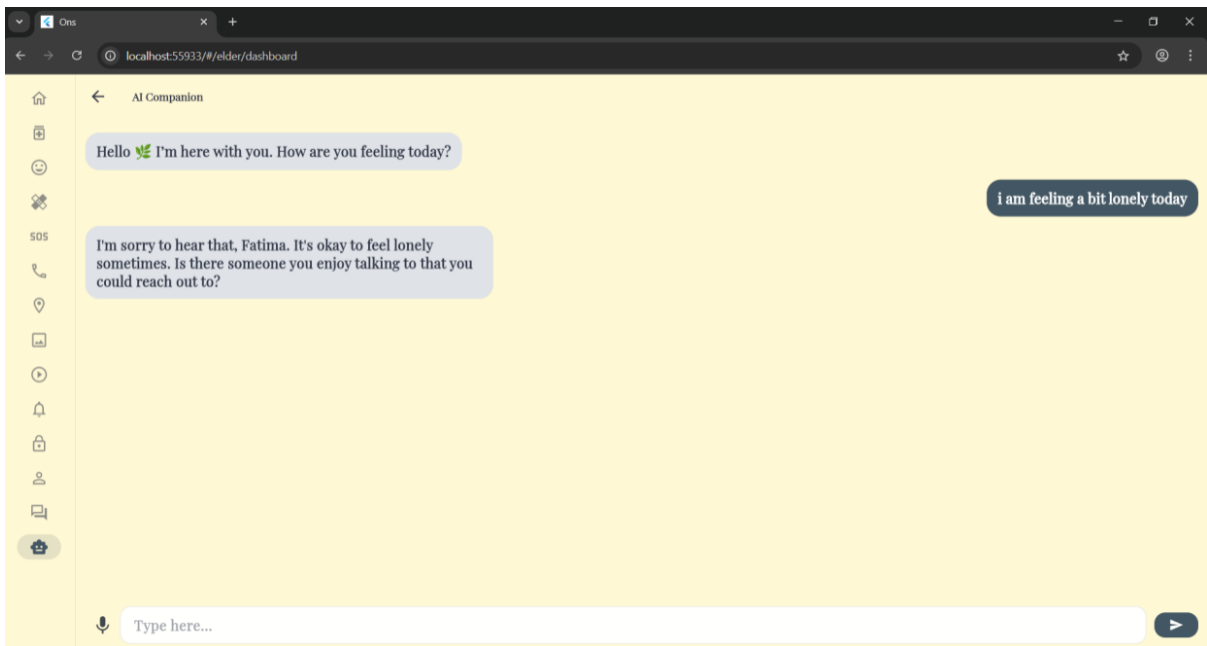 Ons
localhost:55933/#/elder/dashboard
AI Companion
Hello 🌿 I'm here with you. How are you feeling today?
i am feeling a bit lonely today
SOS
I'm sorry to hear that, Fatima. It's okay to feel lonely
sometimes. Is there someone you enjoy talking to that you
could reach out to?
Type here...